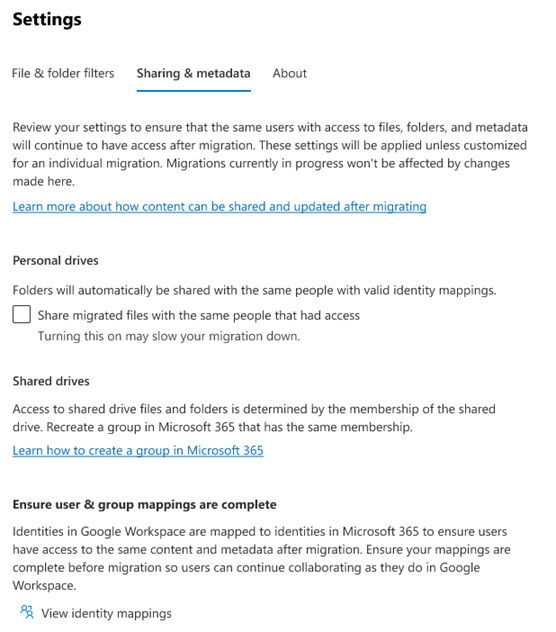 Settings
File & folder filters Sharing & metadata About
Review your settings to ensure that the same users with access to files, folders, and metadata
will continue to have access after migration. These settings will be applied unless customized
for an individual migration. Migrations currently in progress won't be affected by changes
made here.
Learn more about how content can be shared and updated after migrating
Personal drives
Folders will automatically be shared with the same people with valid identity mappings.
Share migrated files with the same people that had access
Turning this on may slow your migration down.
Shared drives
Access to shared drive files and folders is determined by the membership of the shared
drive. Recreate a group in Microsoft 365 that has the same membership.
Learn how to create a group in Microsoft 365
Ensure user & group mappings are complete
Identities in Google Workspace are mapped to identities in Microsoft 365 to ensure users
have access to the same content and metadata after migration. Ensure your mappings are
complete before migration so users can continue collaborating as they do in Google
Workspace.
View identity mappings